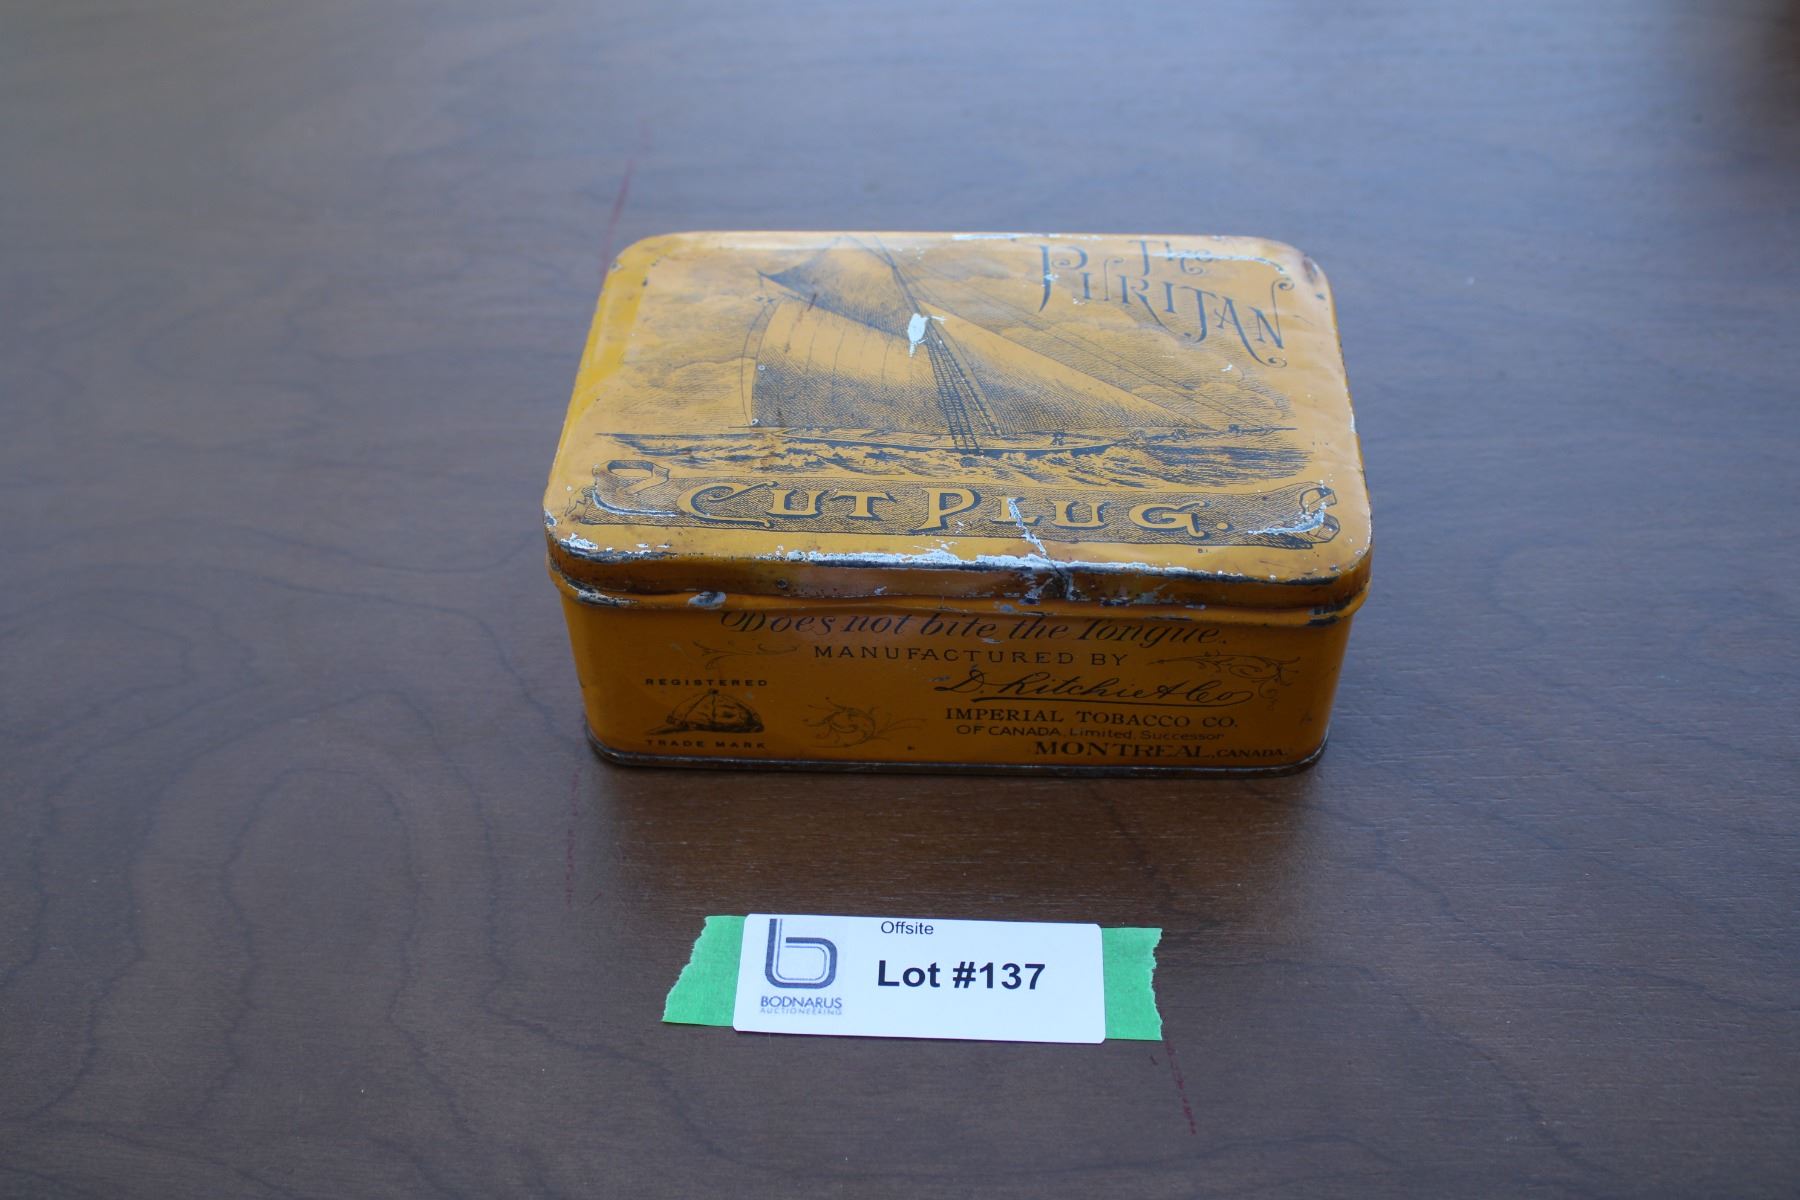 The
PURITAN
CUT PLUG.
Does not bite the Tongue.
MANUFACTURED BY
D. Ritchie & Co
IMPERIAL TOBACCO CO.
OF CANADA, Limited, Successor
MONTREAL, CANADA.
REGISTERED
TRADE MARK
Offsite
Lot #137
BODNARUS
AUCTIONEERING